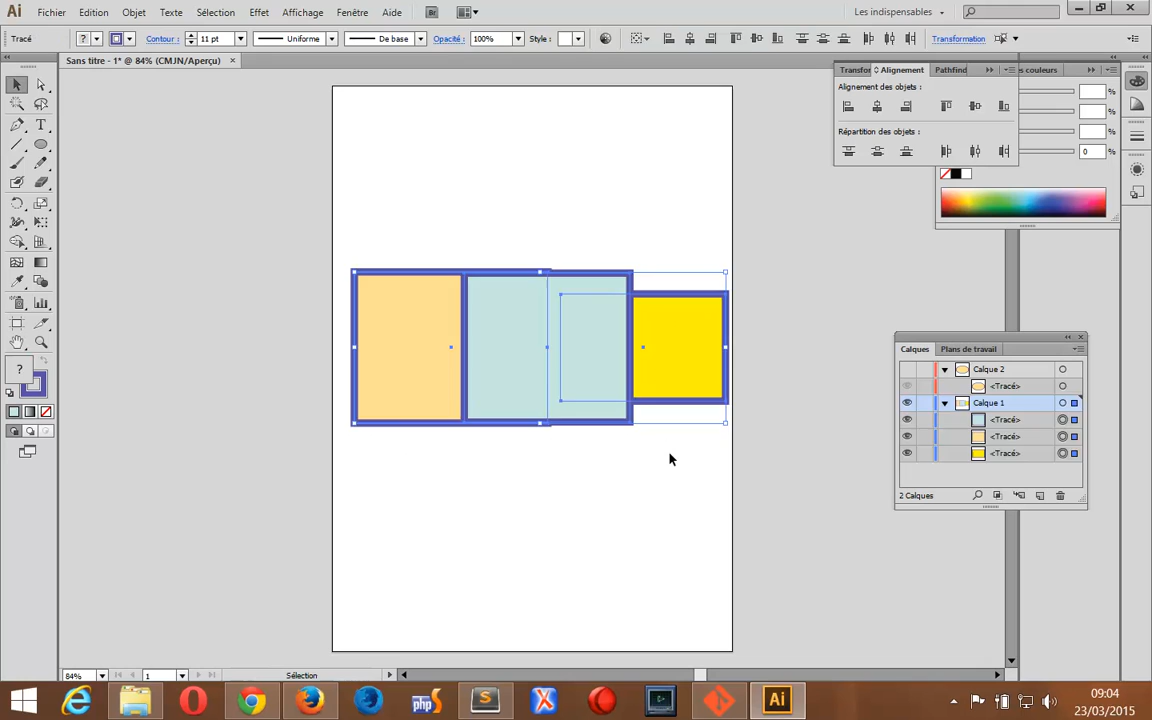 Ai Fichier Edition Objet Texte Sélection Effet Affichage Fenêtre Aide Br Les indispensables
Tracé ? Contour : 11 pt Uniforme De base Opacité : 100% Style : Transformation
Sans titre - 1* @ 84% (CMJN/Aperçu) ×
Transfor Alignement Pathfind s couleurs
Alignement des objets : %
%
Répartition des objets : %
0 %
Calques Plans de travail
Calque 2
<Tracé>
Calque 1
<Tracé>
<Tracé>
<Tracé>
2 Calques
?
84% 1 Sélection
php S Ai
09:04
23/03/2015